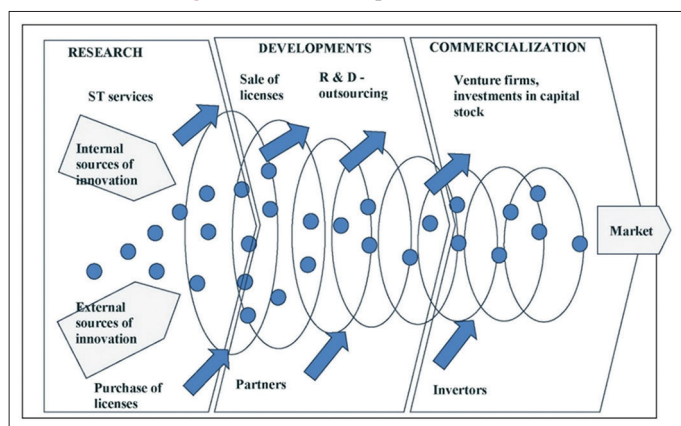 RESEARCH
ST services
Internal
sources of
innovation
External
sources of
innovation
Purchase of
licenses
DEVELOPMENTS
Sale of
licenses
R & D -
outsourcing
Partners
COMMERCIALIZATION
Venture firms,
investments in capital
stock
Invertors
Market